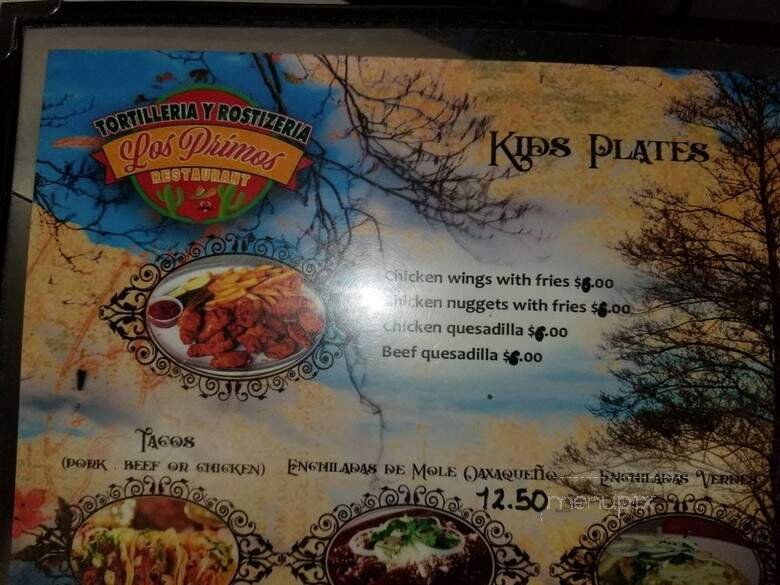 TORTILLERIA Y ROSTIZERIA
Los Primos
RESTAURANT
Kids Plates
Chicken wings with fries $6.00
Chicken nuggets with fries $6.00
Chicken quesadilla $6.00
Beef quesadilla $6.00
Tacos
(pork . beef or chicken)
Enchiladas de Mole Oaxaqueño
12.50
Enchiladas Verdes
menupix